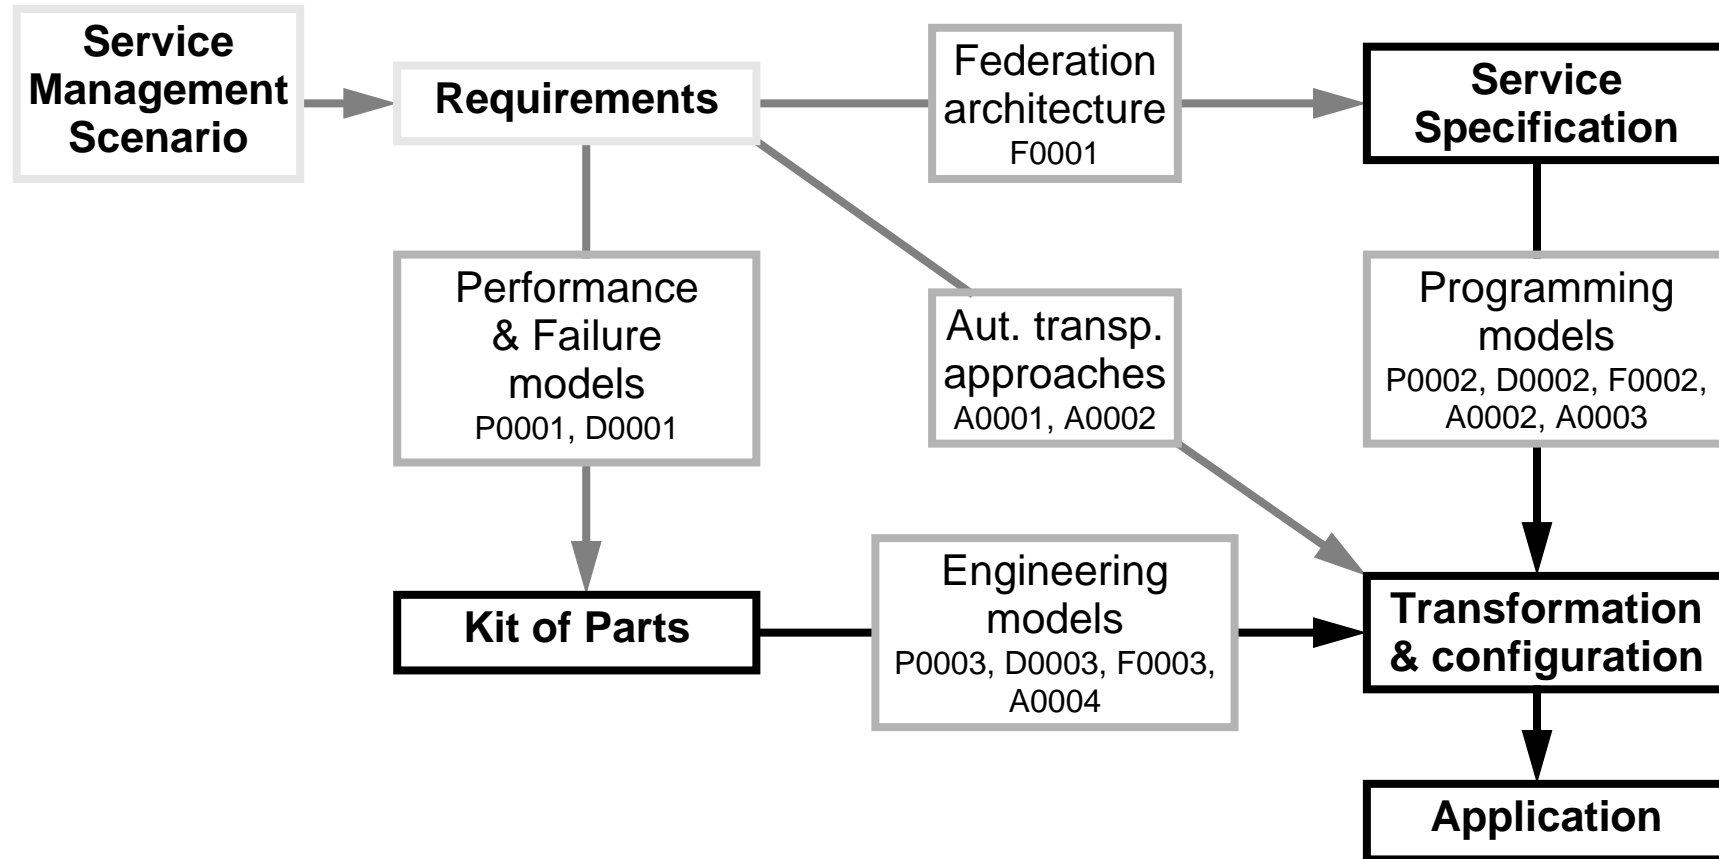 Service
Management
Scenario
Requirements
Federation
architecture
F0001
Service
Specification
Performance
& Failure
models
P0001, D0001
Aut. transp.
approaches
A0001, A0002
Programming
models
P0002, D0002, F0002,
A0002, A0003
Kit of Parts
Engineering
models
P0003, D0003, F0003,
A0004
Transformation
& configuration
Application